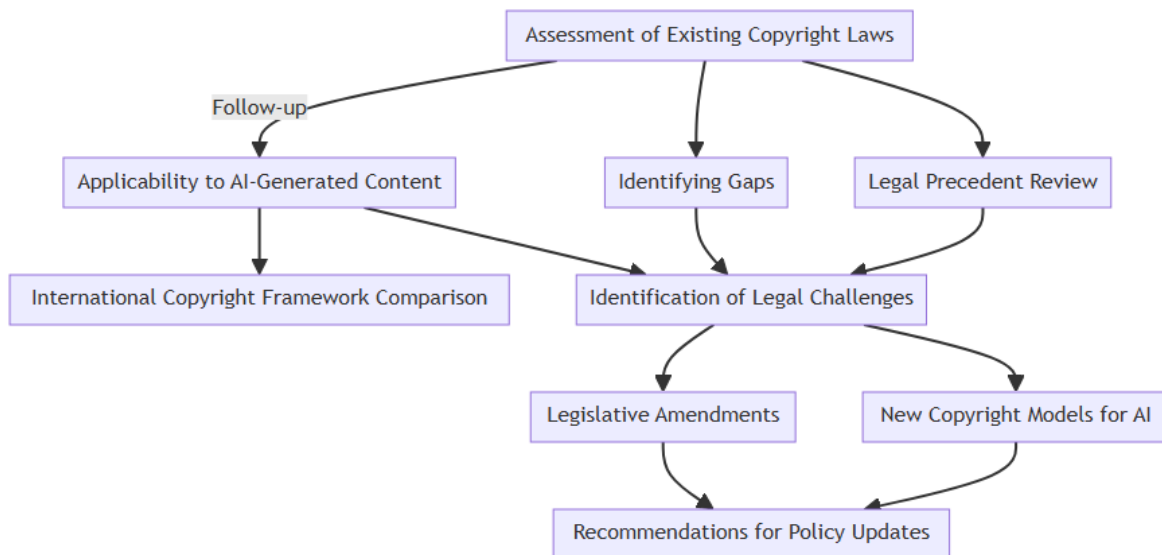 Assessment of Existing Copyright Laws
Follow-up
Applicability to AI-Generated Content
Identifying Gaps
Legal Precedent Review
International Copyright Framework Comparison
Identification of Legal Challenges
Legislative Amendments
New Copyright Models for AI
Recommendations for Policy Updates